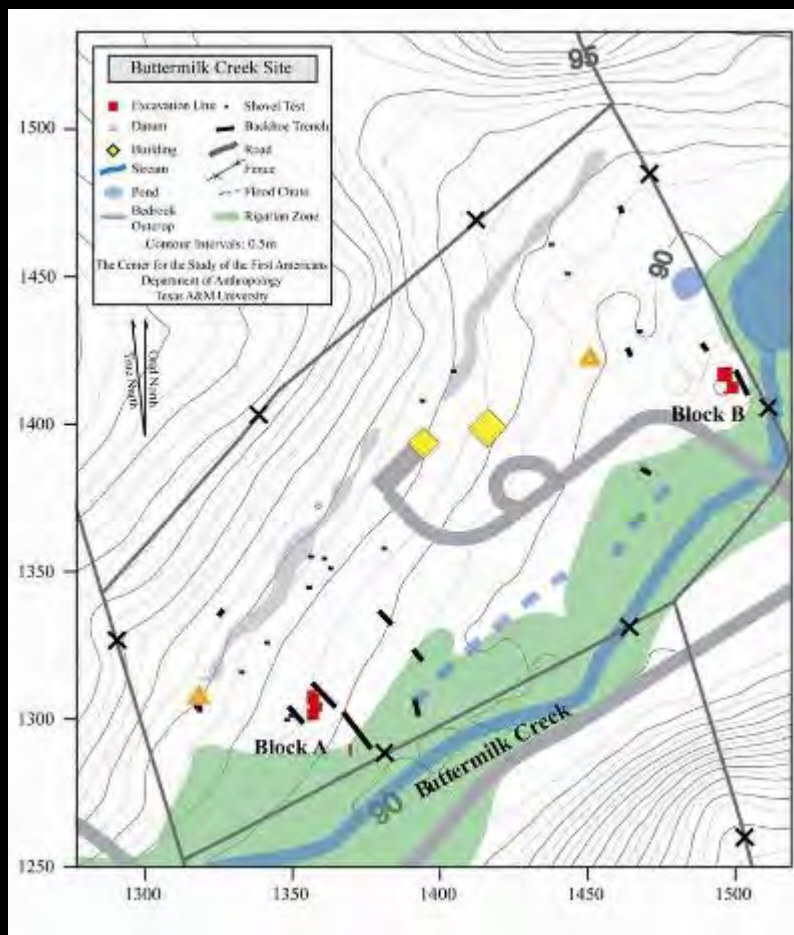 95
Buttermilk Creek Site
Excavation Line
Shovel Test
Datum
Backhoe Trench
Building
Road
Stream
Fence
Pond
Flood Chute
Bedrock
Outcrop
Riparian Zone
Contour Intervals: 0.5m
The Center for the Study of the First Americans
Department of Anthropology
Texas A&M University
1500
1450
90
True North
Grid North
1400
Block B
1350
1300
Block A
Buttermilk Creek
90
1250
1300
1350
1400
1450
1500